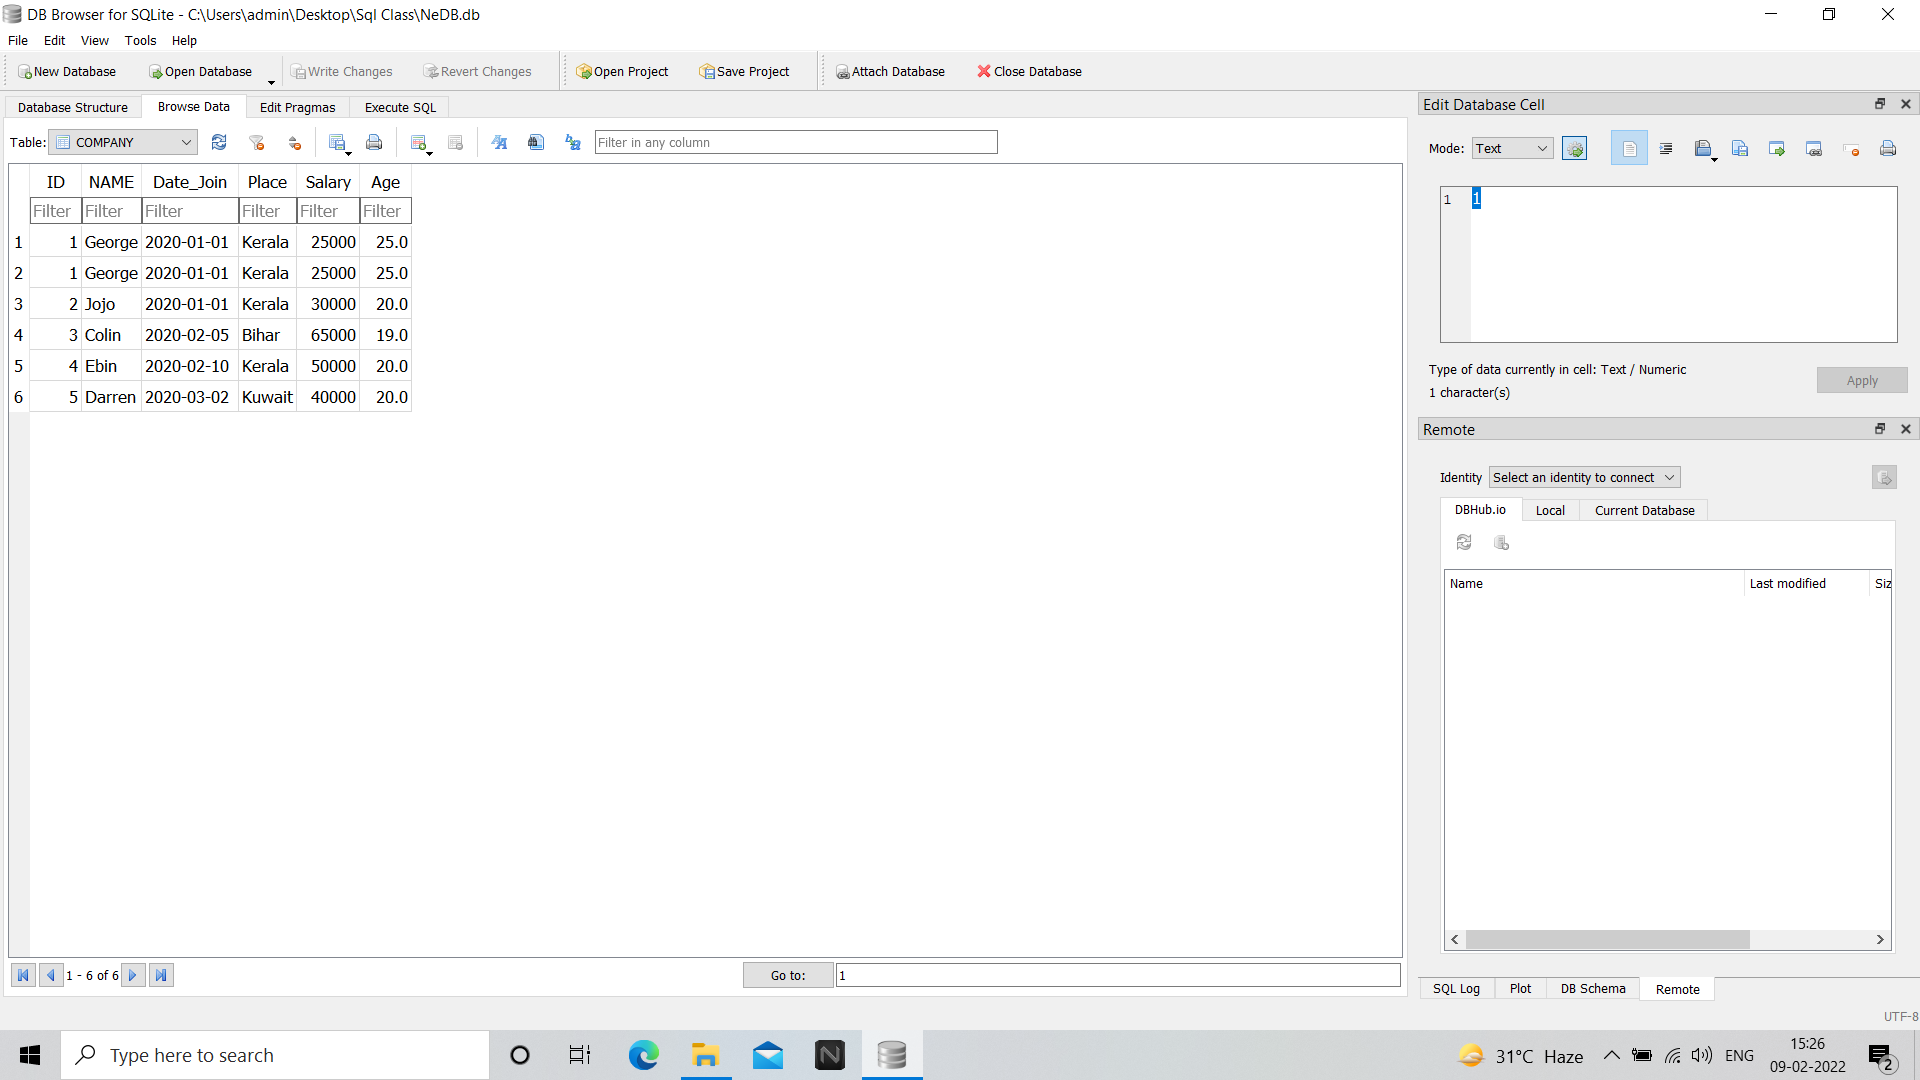 DB Browser for SQLite - C:\Users\admin\Desktop\Sql Class\NeDB.db
File Edit View Tools Help
New Database Open Database Write Changes Revert Changes Open Project Save Project Attach Database Close Database
Database Structure Browse Data Edit Pragmas Execute SQL
Table: COMPANY Filter in any column
ID NAME Date_Join Place Salary Age
Filter Filter Filter Filter Filter Filter
1 1 George 2020-01-01 Kerala 25000 25.0
2 1 George 2020-01-01 Kerala 25000 25.0
3 2 Jojo 2020-01-01 Kerala 30000 20.0
4 3 Colin 2020-02-05 Bihar 65000 19.0
5 4 Ebin 2020-02-10 Kerala 50000 20.0
6 5 Darren 2020-03-02 Kuwait 40000 20.0
1 - 6 of 6 Go to: 1
Edit Database Cell
Mode: Text
1 1
Type of data currently in cell: Text / Numeric
1 character(s)
Apply
Remote
Identity Select an identity to connect
DBHub.io Local Current Database
Name Last modified Siz
SQL Log Plot DB Schema Remote
UTF-8
Type here to search
N
31°C Haze ENG
15:26
09-02-2022
2